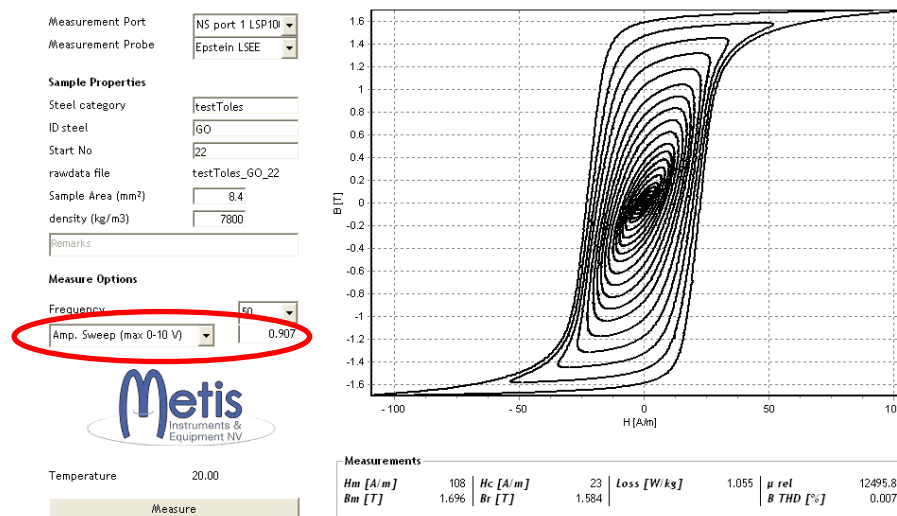 Measurement Port NS port 1 LSP10
Measurement Probe Epstein LSEE
Sample Properties
Steel category testToles
ID steel GO
Start No 22
rawdata file testToles_GO_22
Sample Area (mm²) 8.4
density (kg/m3) 7800
Remarks
Measure Options
Frequency 50
Amp. Sweep (max 0-10 V) 0.907
Metis
Instruments &
Equipment NV
Temperature 20.00
Measure
1.6
1.4
1.2
1
0.8
0.6
0.4
0.2
0
-0.2
-0.4
-0.6
-0.8
-1
-1.2
-1.4
-1.6
B [T]
-100 -50 0 50 100
H [A/m]
Measurements
Hm [A/m] 108 Hc [A/m] 23 Loss [W/kg] 1.055 µ rel 12495.8
Bm [T] 1.696 Br [T] 1.584 B THD [%] 0.007